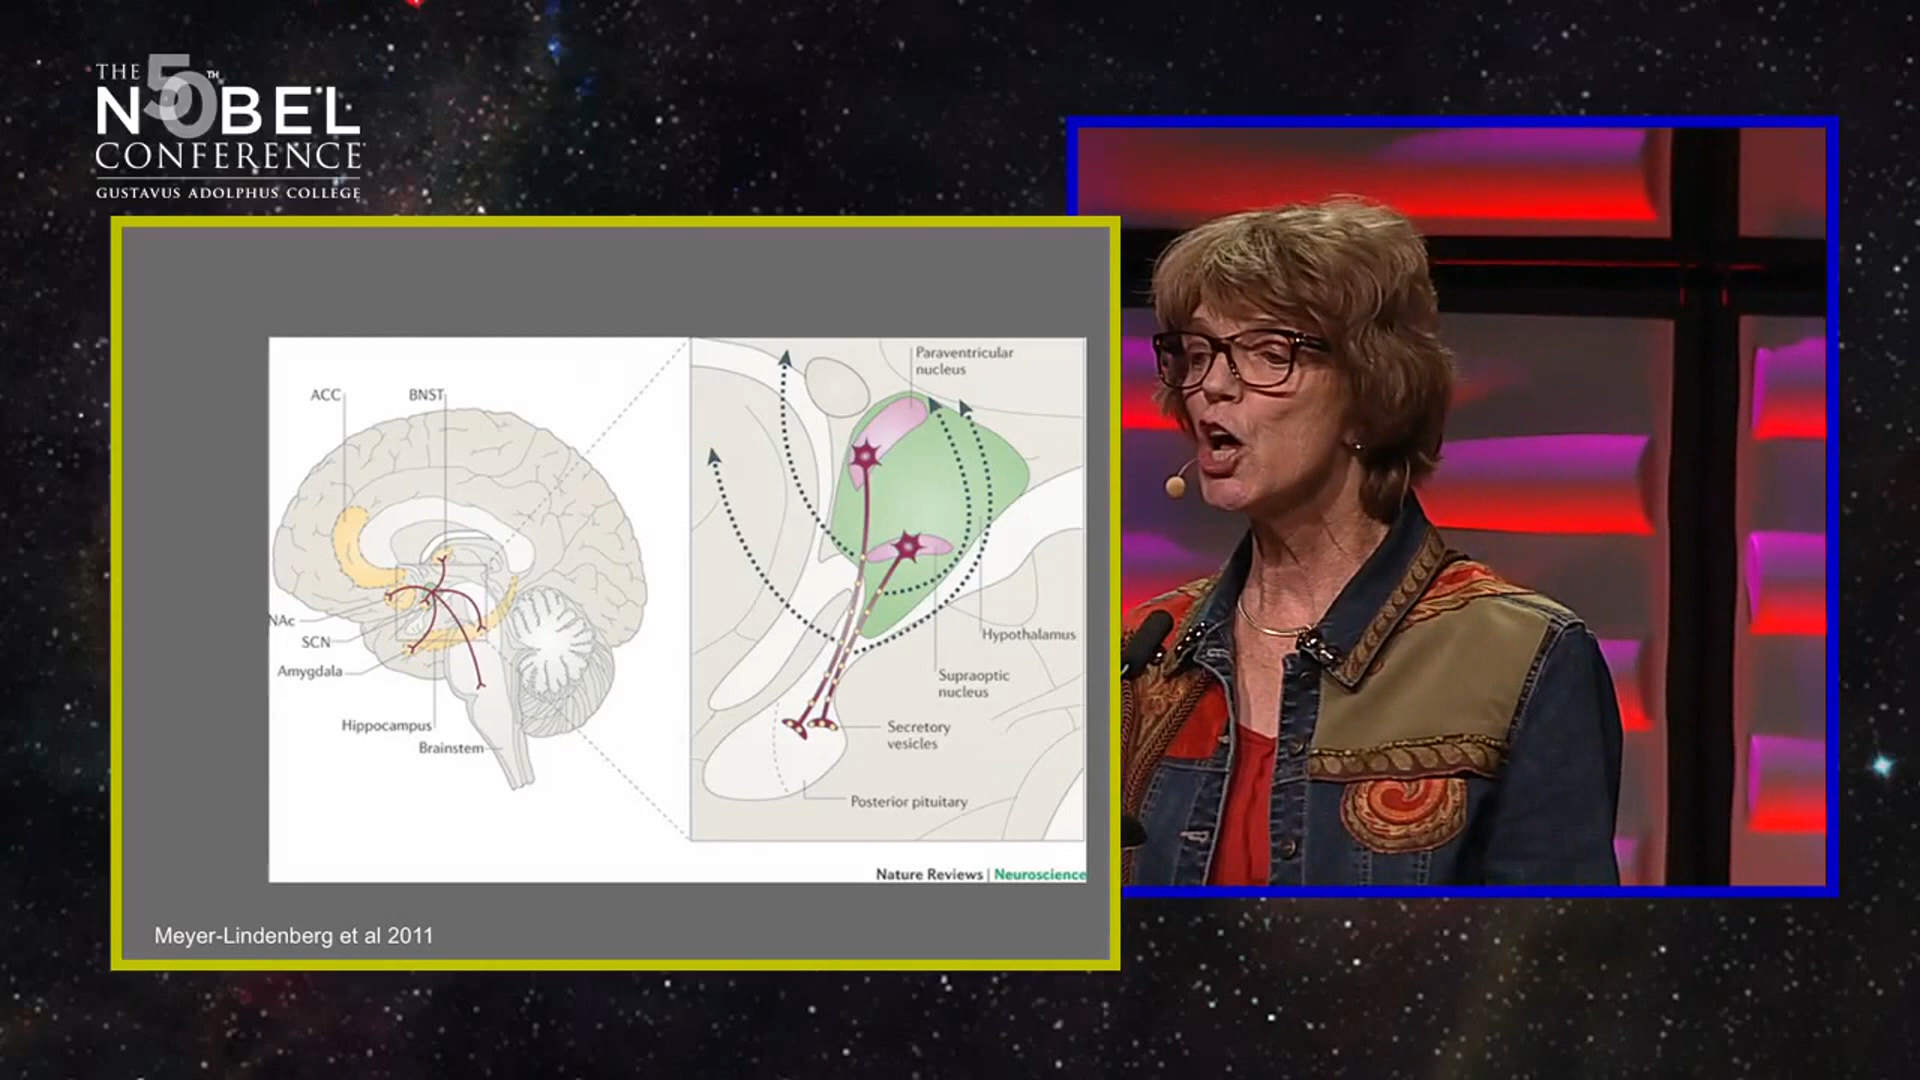 THE 50TH
NOBEL
CONFERENCE
GUSTAVUS ADOLPHUS COLLEGE
ACC
BNST
NAc
SCN
Amygdala
Hippocampus
Brainstem
Paraventricular
nucleus
Hypothalamus
Supraoptic
nucleus
Secretory
vesicles
Posterior pituitary
Nature Reviews | Neuroscience
Meyer-Lindenberg et al 2011